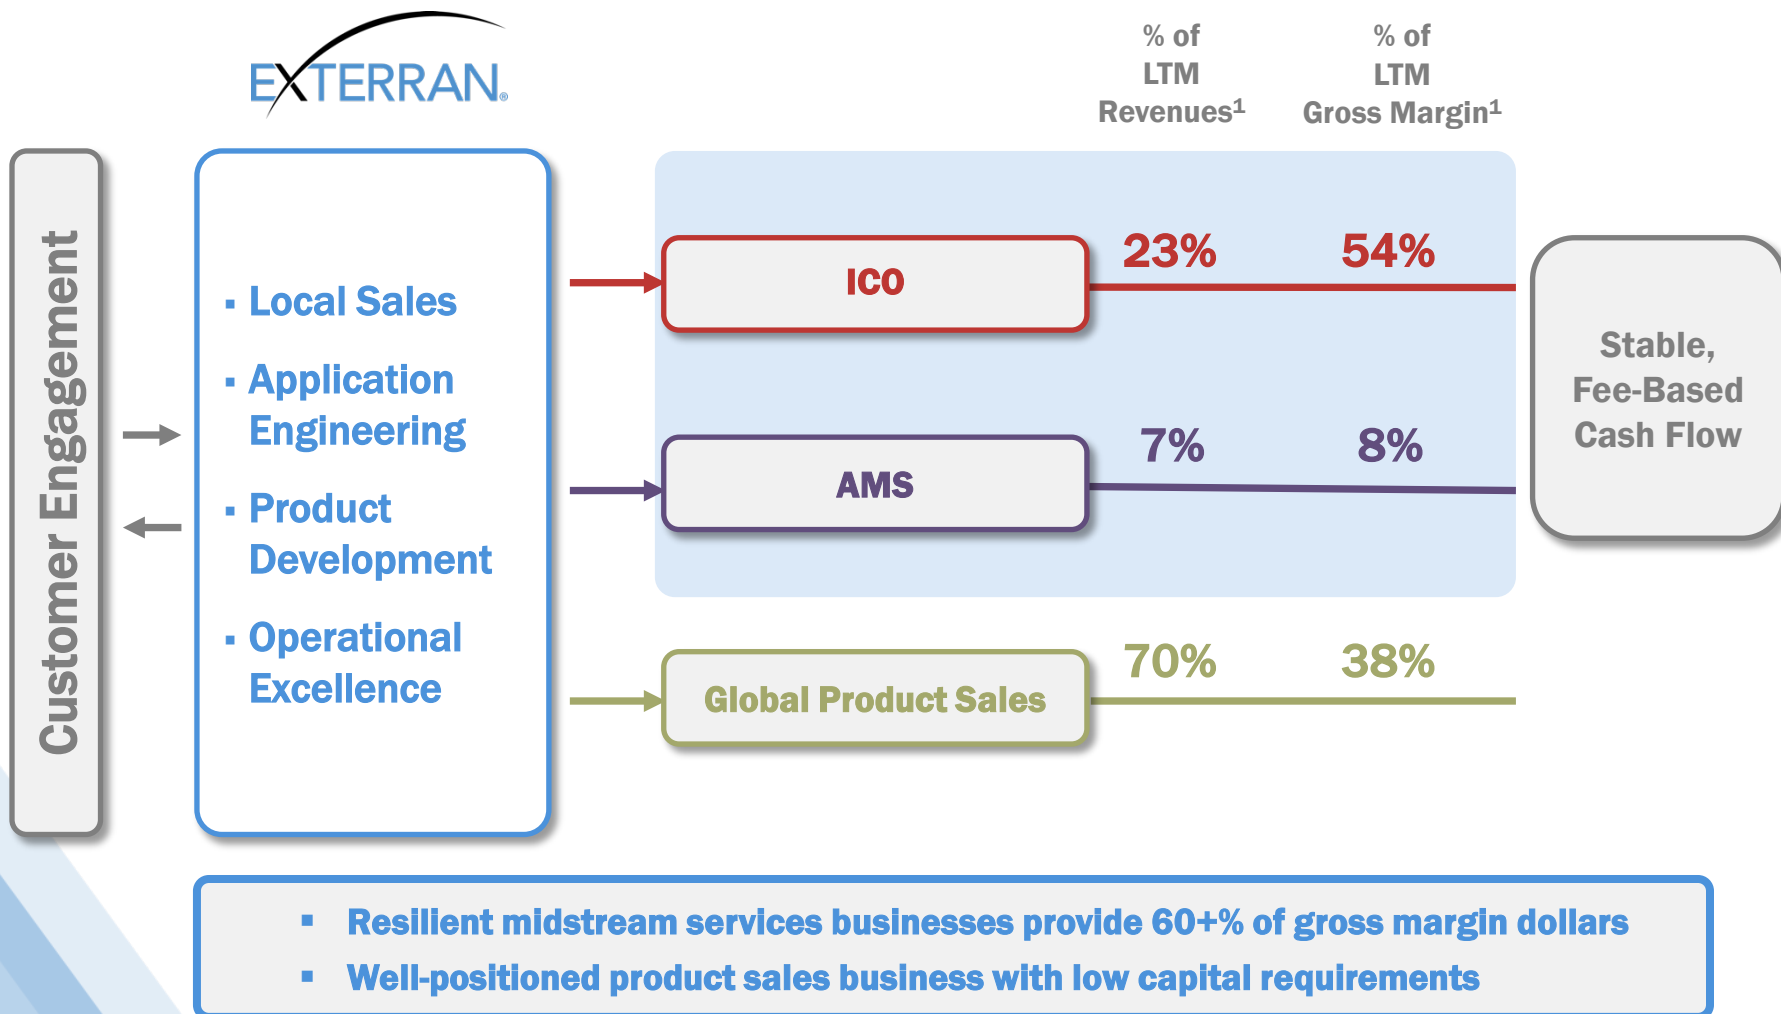 EXTERRAN®
% of
LTM
Revenues¹
% of
LTM
Gross Margin¹
Customer Engagement
▪ Local Sales
▪ Application
Engineering
▪ Product
Development
▪ Operational
Excellence
ICO
23%
54%
AMS
7%
8%
Global Product Sales
70%
38%
Stable,
Fee-Based
Cash Flow
▪ Resilient midstream services businesses provide 60+% of gross margin dollars
▪ Well-positioned product sales business with low capital requirements